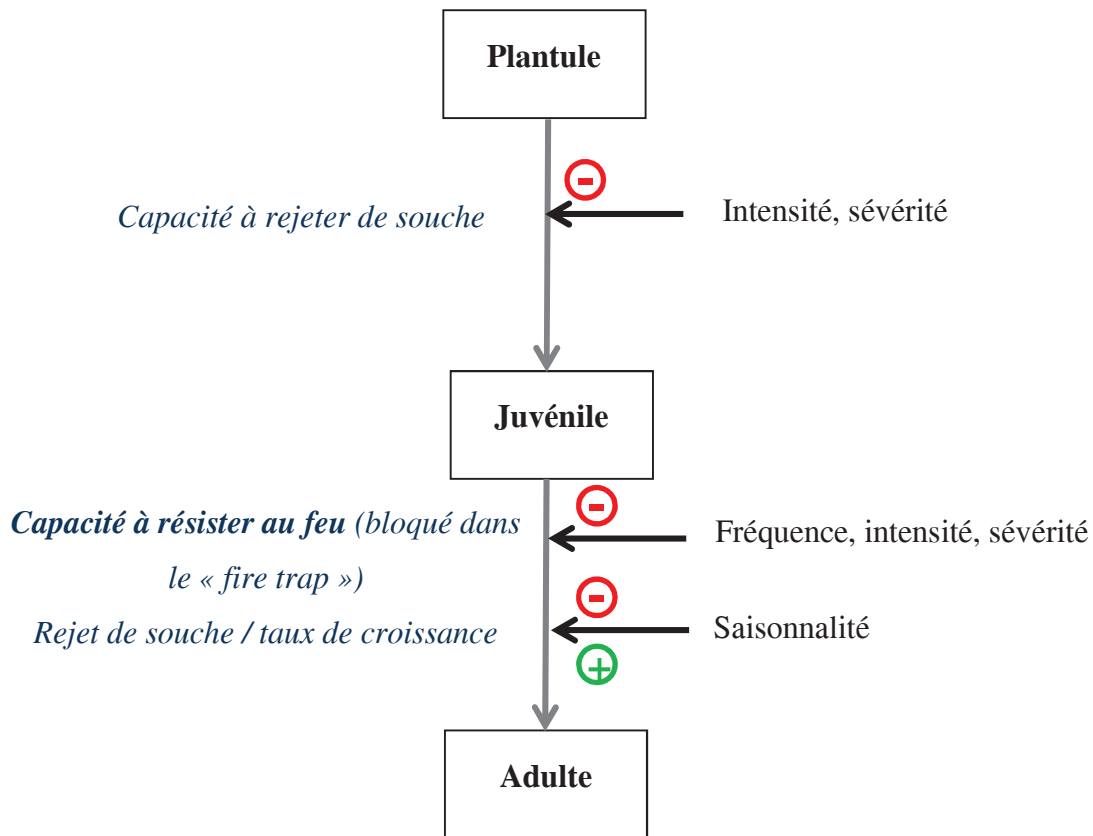 Plantule
-
Capacité à rejeter de souche
Intensité, sévérité
Juvénile
-
Capacité à résister au feu (bloqué dans
le « fire trap »)
Fréquence, intensité, sévérité
-
Rejet de souche / taux de croissance
Saisonnalité
+
Adulte